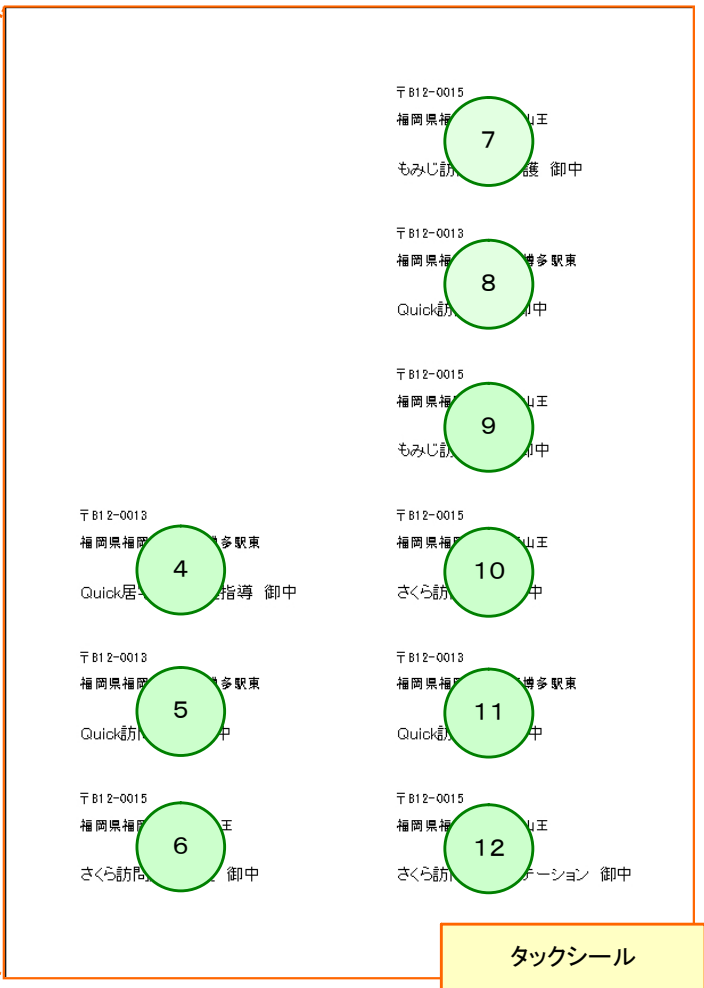 〒812-0013
福岡県福岡 多駅東
4
Quick居 指導 御中
〒812-0013
福岡県福岡 多駅東
5
Quick訪 中
〒812-0015
福岡県福岡 王
6
さくら訪問 御中
〒812-0015
福岡県福 山王
7
もみじ訪 護 御中
〒812-0013
福岡県福 博多駅東
8
Quick訪 御中
〒812-0015
福岡県福 山王
9
もみじ訪 御中
〒812-0015
福岡県福 山王
10
さくら訪 中
〒812-0013
福岡県福 博多駅東
11
Quick訪 中
〒812-0015
福岡県福 山王
12
さくら訪 テーション 御中
タックシール